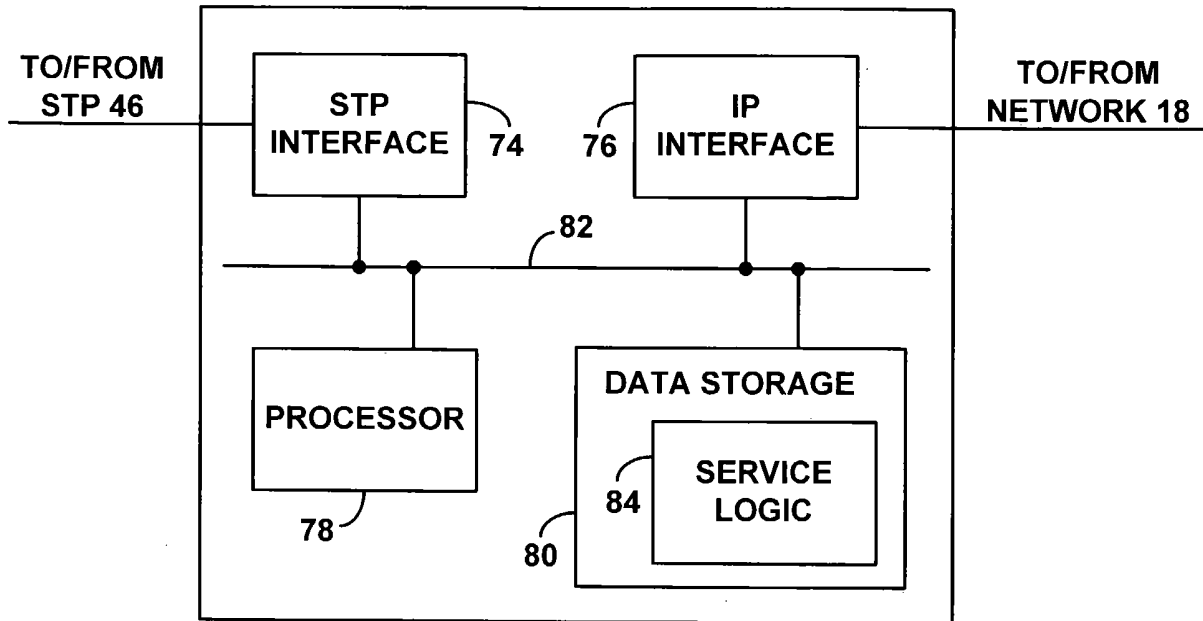 TO/FROM
STP 46
STP
INTERFACE
74
76
IP
INTERFACE
TO/FROM
NETWORK 18
82
PROCESSOR
78
DATA STORAGE
84
SERVICE
LOGIC
80